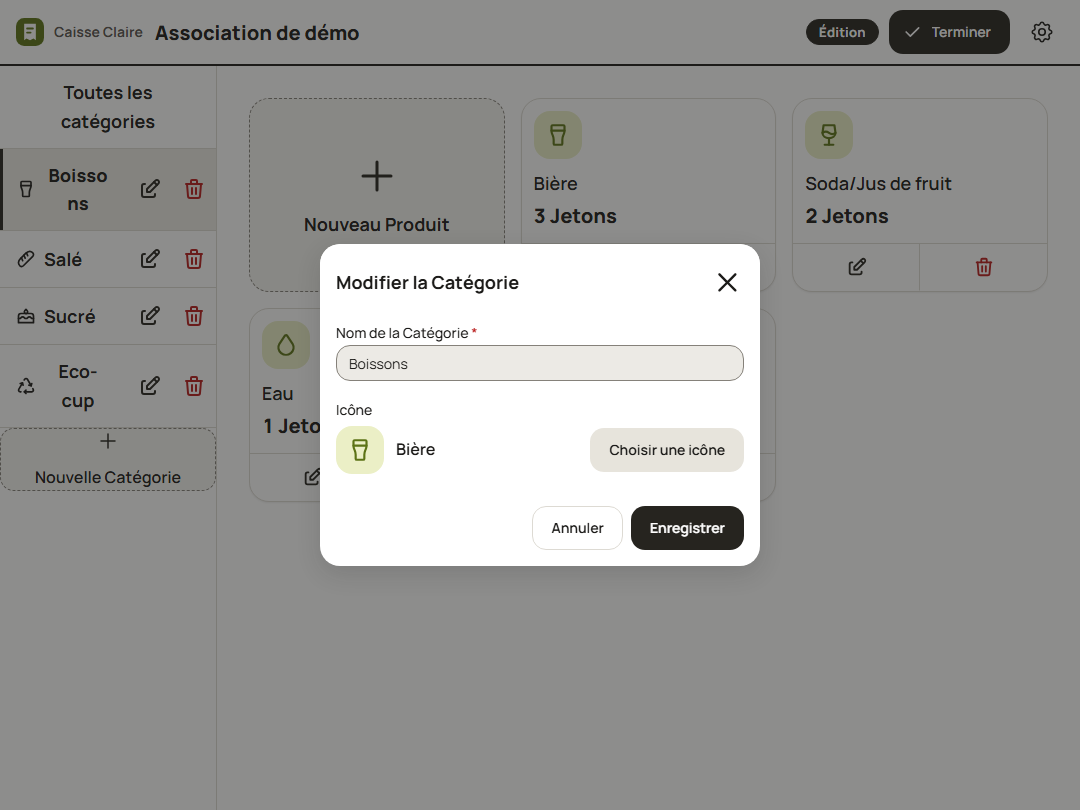 Caisse Claire Association de démo Édition Terminer
Toutes les
catégories
Boisso
ns
Salé
Sucré
Eco-
cup
Nouvelle Catégorie
Nouveau Produit
Bière
3 Jetons
Soda/Jus de fruit
2 Jetons
Eau
1 Jeto
Modifier la Catégorie
Nom de la Catégorie *
Boissons
Icône
Bière
Choisir une icône
Annuler
Enregistrer